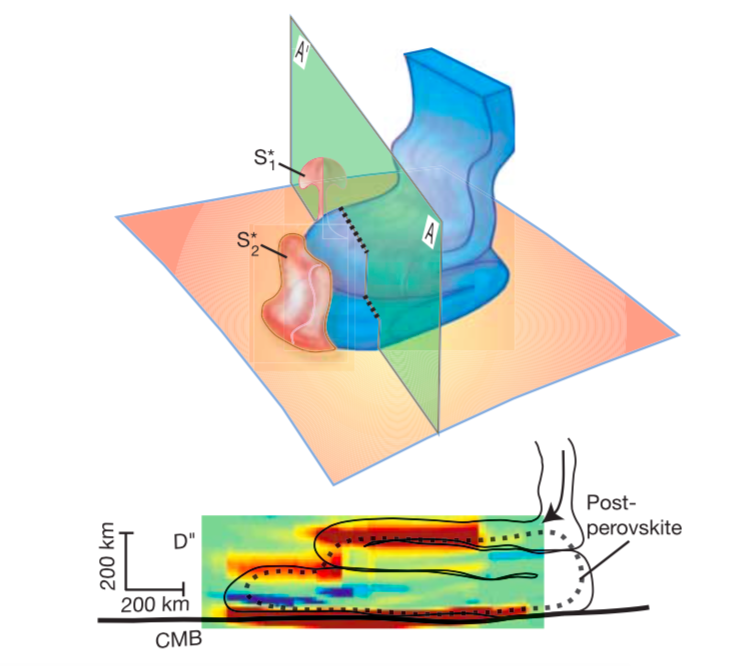 A'
S*1
A
S*2
Post-
perovskite
D"
200 km
200 km
CMB